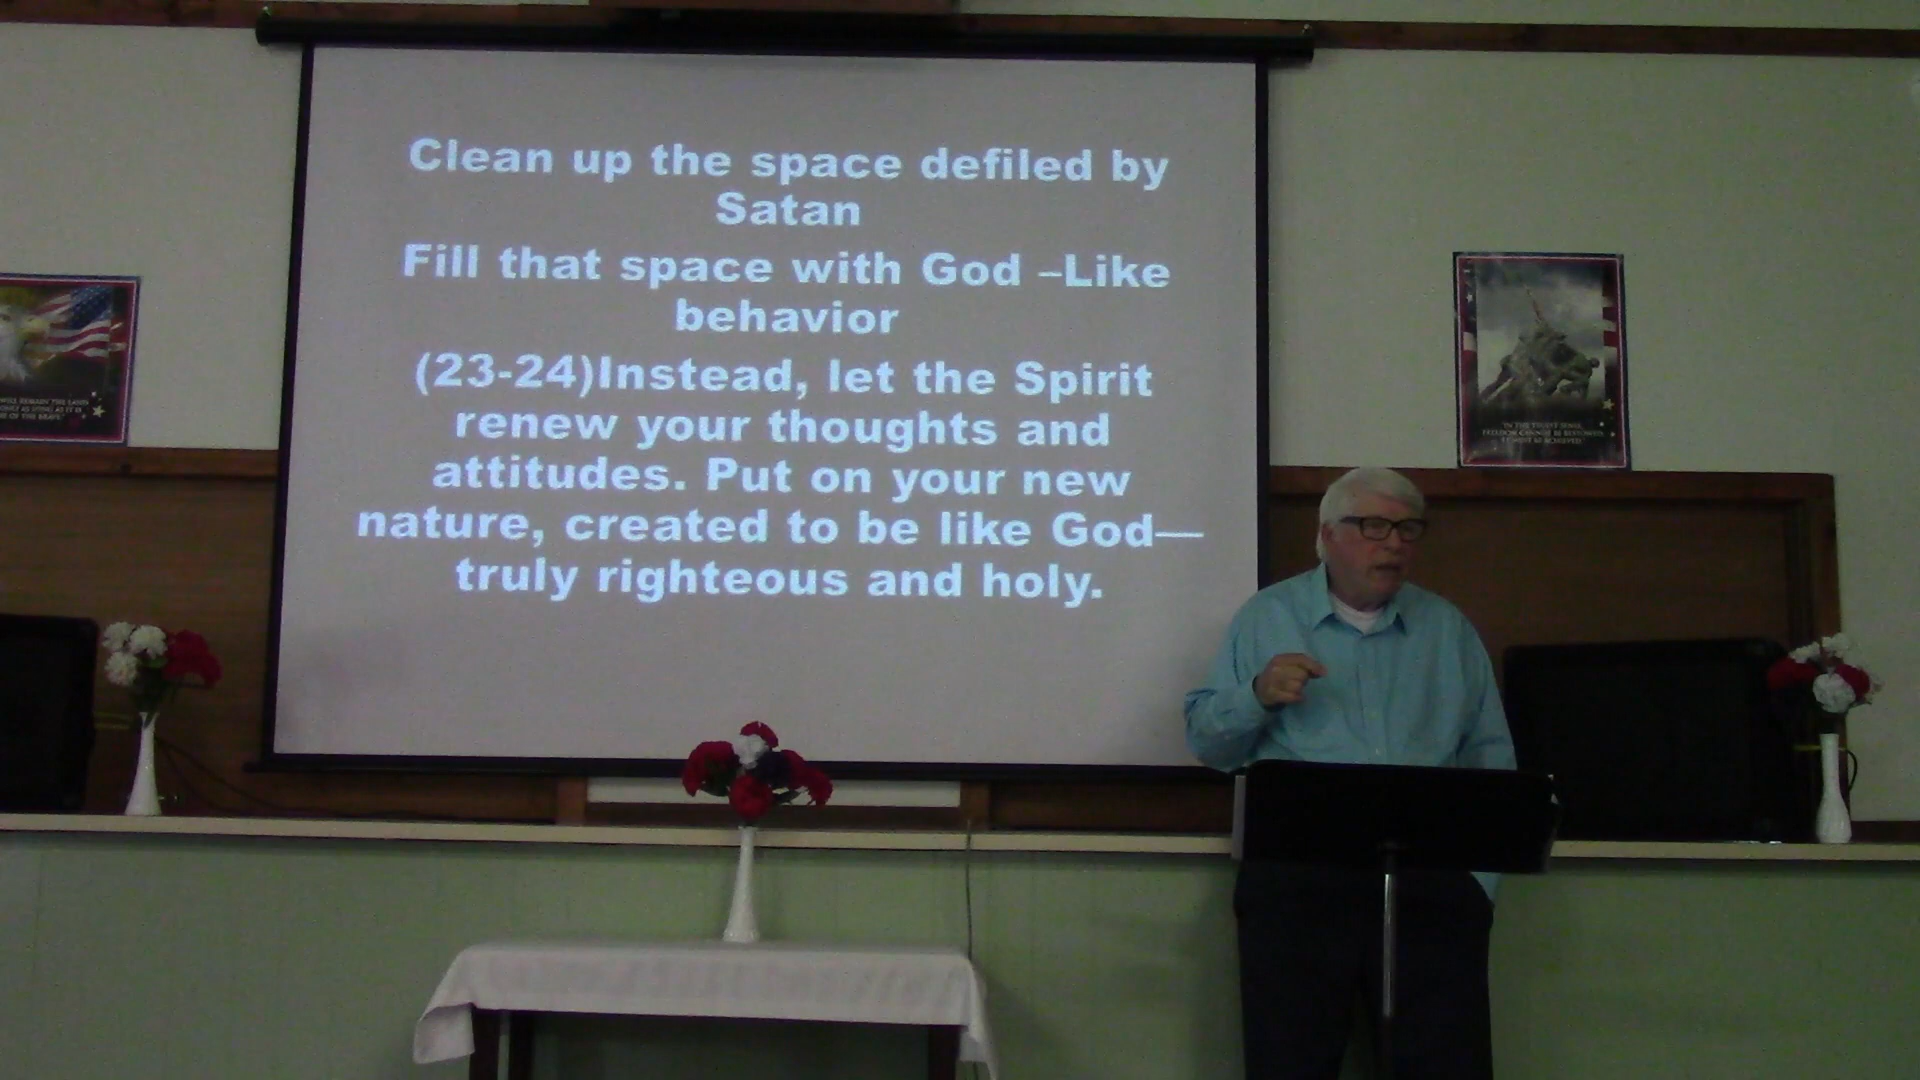 Clean up the space defiled by
Satan
Fill that space with God –Like
behavior
(23-24)Instead, let the Spirit
renew your thoughts and
attitudes. Put on your new
nature, created to be like God—
truly righteous and holy.